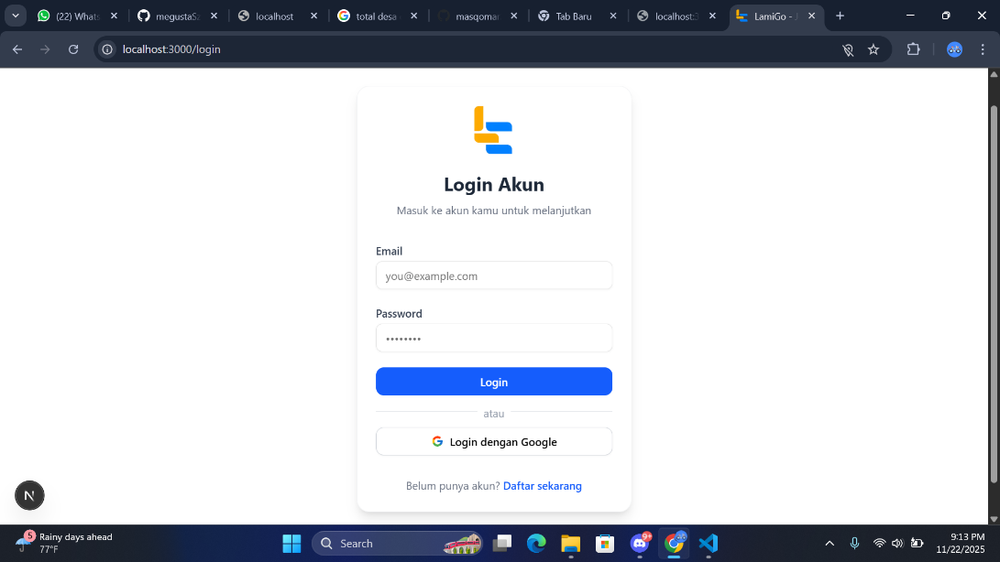 (22) Whats
megustaSa
localhost
total desa
masqomar
Tab Baru
localhost:3
LamiGo - J
localhost:3000/login
Login Akun
Masuk ke akun kamu untuk melanjutkan
Email
you@example.com
Password
Login
atau
Login dengan Google
Belum punya akun? Daftar sekarang
N
5
Rainy days ahead
77°F
Search
9+
9:13 PM
11/22/2025